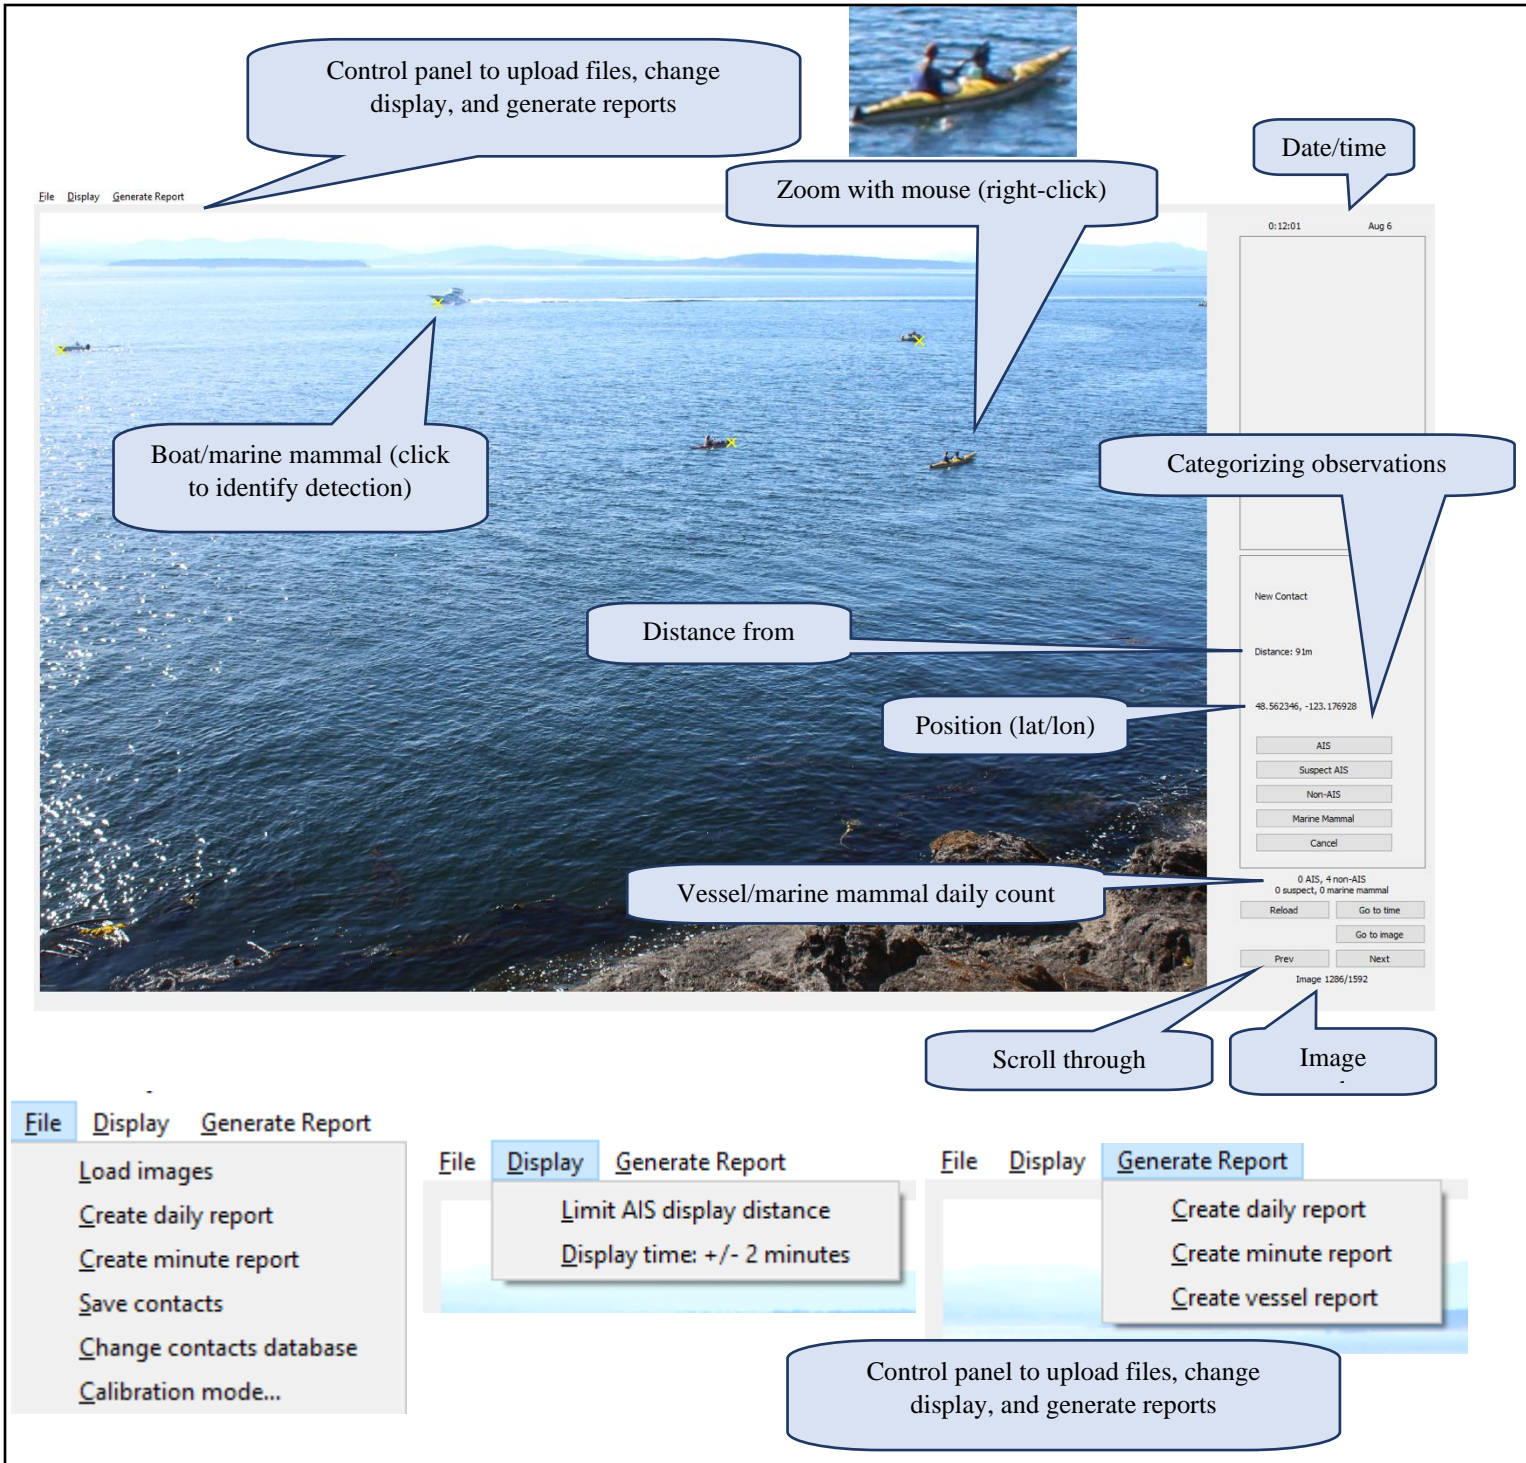 Control panel to upload files, change
display, and generate reports
Date/time
Zoom with mouse (right-click)
File Display Generate Report
0:12:01 Aug 6
Boat/marine mammal (click
to identify detection)
Categorizing observations
New Contact
Distance from
Distance: 91m
Position (lat/lon)
48.562346, -123.176928
AIS
Suspect AIS
Non-AIS
Marine Mammal
Cancel
Vessel/marine mammal daily count
0 AIS, 4 non-AIS
0 suspect, 0 marine mammal
Reload Go to time
Go to image
Prev Next
Image 1286/1592
Scroll through
Image
File Display Generate Report
Load images
Create daily report
Create minute report
Save contacts
Change contacts database
Calibration mode...
File Display Generate Report
Limit AIS display distance
Display time: +/- 2 minutes
File Display Generate Report
Create daily report
Create minute report
Create vessel report
Control panel to upload files, change
display, and generate reports